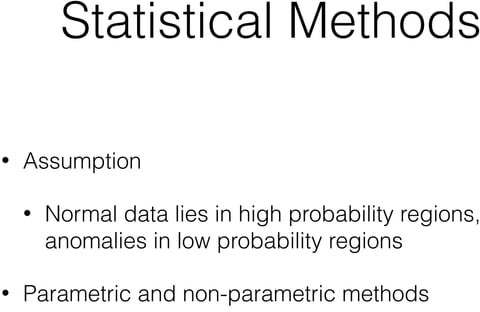 Statistical Methods
• Assumption
• Normal data lies in high probability regions,
anomalies in low probability regions
• Parametric and non-parametric methods